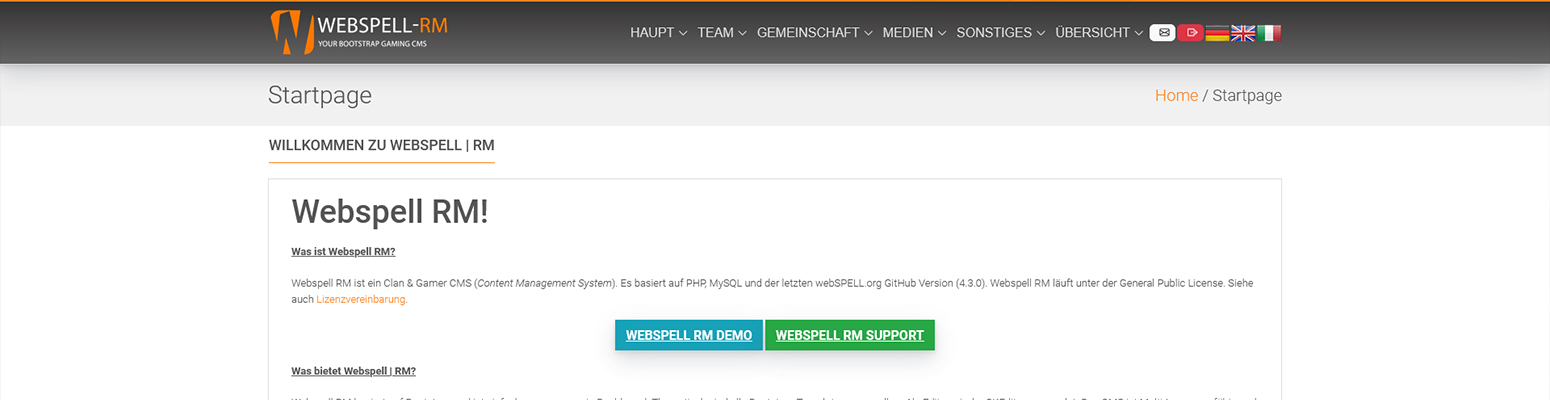 WEBSPELL-RM
YOUR BOOTSTRAP GAMING CMS
HAUPT TEAM GEMEINSCHAFT MEDIEN SONSTIGES ÜBERSICHT
Startpage
Home / Startpage
WILLKOMMEN ZU WEBSPELL | RM
Webspell RM!
Was ist Webspell RM?
Webspell RM ist ein Clan & Gamer CMS (Content Management System). Es basiert auf PHP, MySQL und der letzten webSPELL.org GitHub Version (4.3.0). Webspell RM läuft unter der General Public License. Siehe
auch Lizenzvereinbarung.
WEBSPELL RM DEMO WEBSPELL RM SUPPORT
Was bietet Webspell | RM?